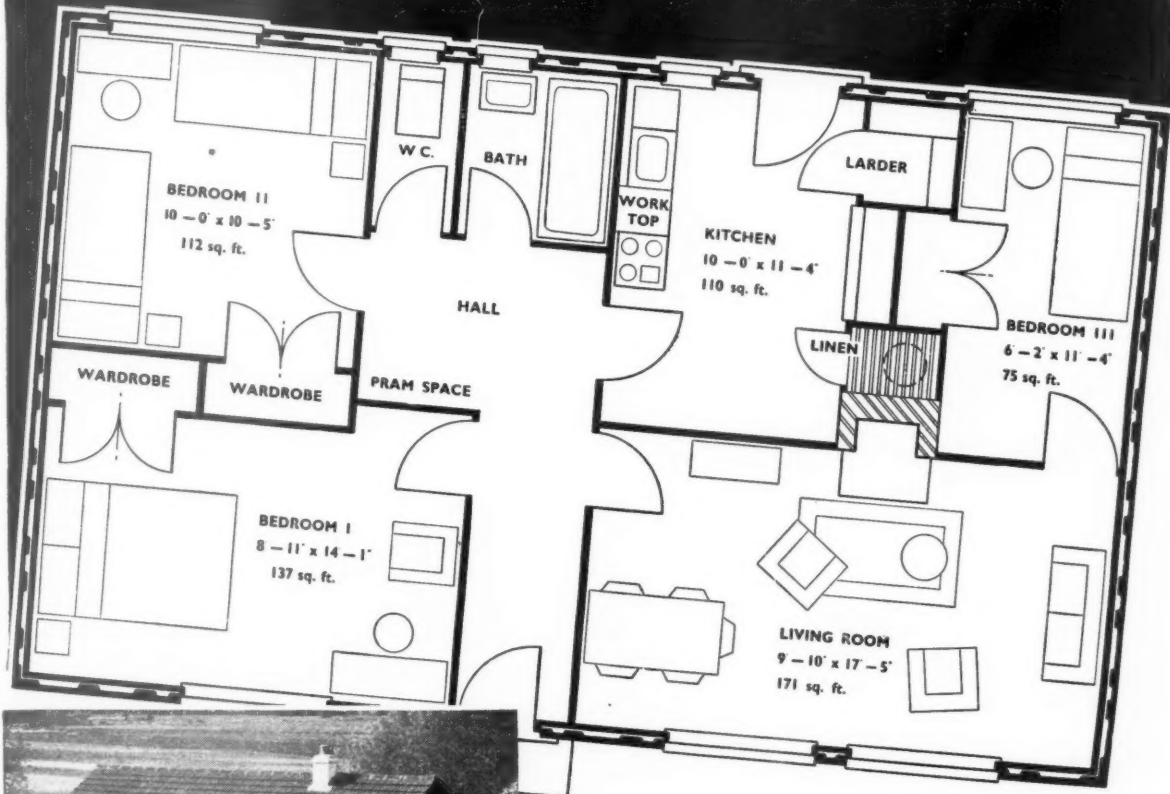 BEDROOM II
10 — 0" x 10 — 5"
112 sq. ft.
W C.
BATH
WORK
TOP
KITCHEN
10 — 0" x 11 — 4"
110 sq. ft.
LARDER
BEDROOM III
6 — 2" x 11 — 4"
75 sq. ft.
HALL
LINEN
WARDROBE
WARDROBE
PRAM SPACE
BEDROOM I
8 — 11" x 14 — 1"
137 sq. ft.
LIVING ROOM
9 — 10" x 17 — 5"
171 sq. ft.